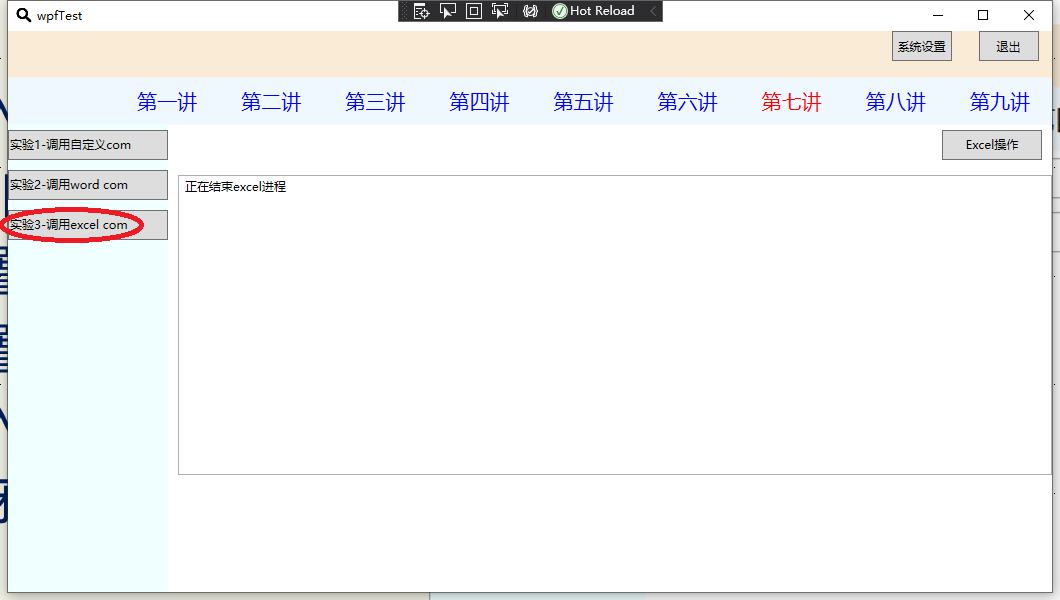 wpfTest
Hot Reload
系统设置
退出
第一讲 第二讲 第三讲 第四讲 第五讲 第六讲 第七讲 第八讲 第九讲
实验1-调用自定义com
Excel操作
实验2-调用word com
正在结束excel进程
实验3-调用excel com